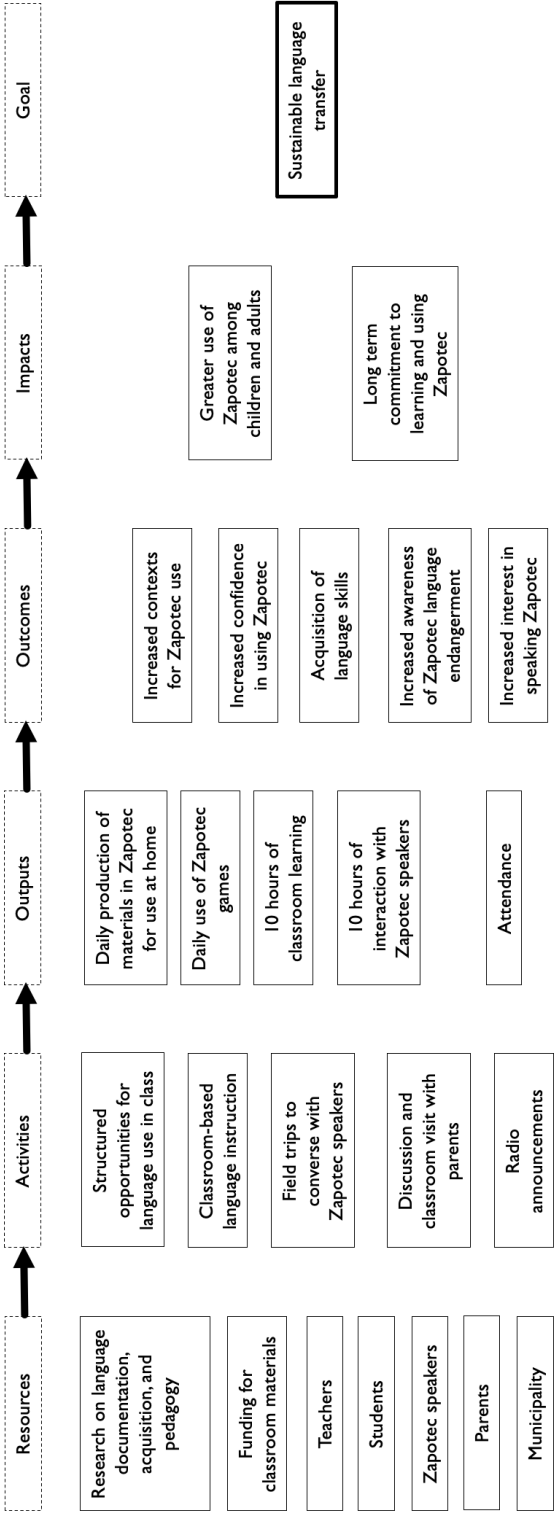 Resources
Activities
Outputs
Outcomes
Impacts
Goal
Research on language
documentation,
acquisition, and
pedagogy
Funding for
classroom materials
Teachers
Students
Zapotec speakers
Parents
Municipality
Structured
opportunities for
language use in class
Classroom-based
language instruction
Field trips to
converse with
Zapotec speakers
Discussion and
classroom visit with
parents
Radio
announcements
Daily production of
materials in Zapotec
for use at home
Daily use of Zapotec
games
10 hours of
classroom learning
10 hours of
interaction with
Zapotec speakers
Attendance
Increased contexts
for Zapotec use
Increased confidence
in using Zapotec
Acquisition of
language skills
Increased awareness
of Zapotec language
endangerment
Increased interest in
speaking Zapotec
Greater use of
Zapotec among
children and adults
Long term
commitment to
learning and using
Zapotec
Sustainable language
transfer